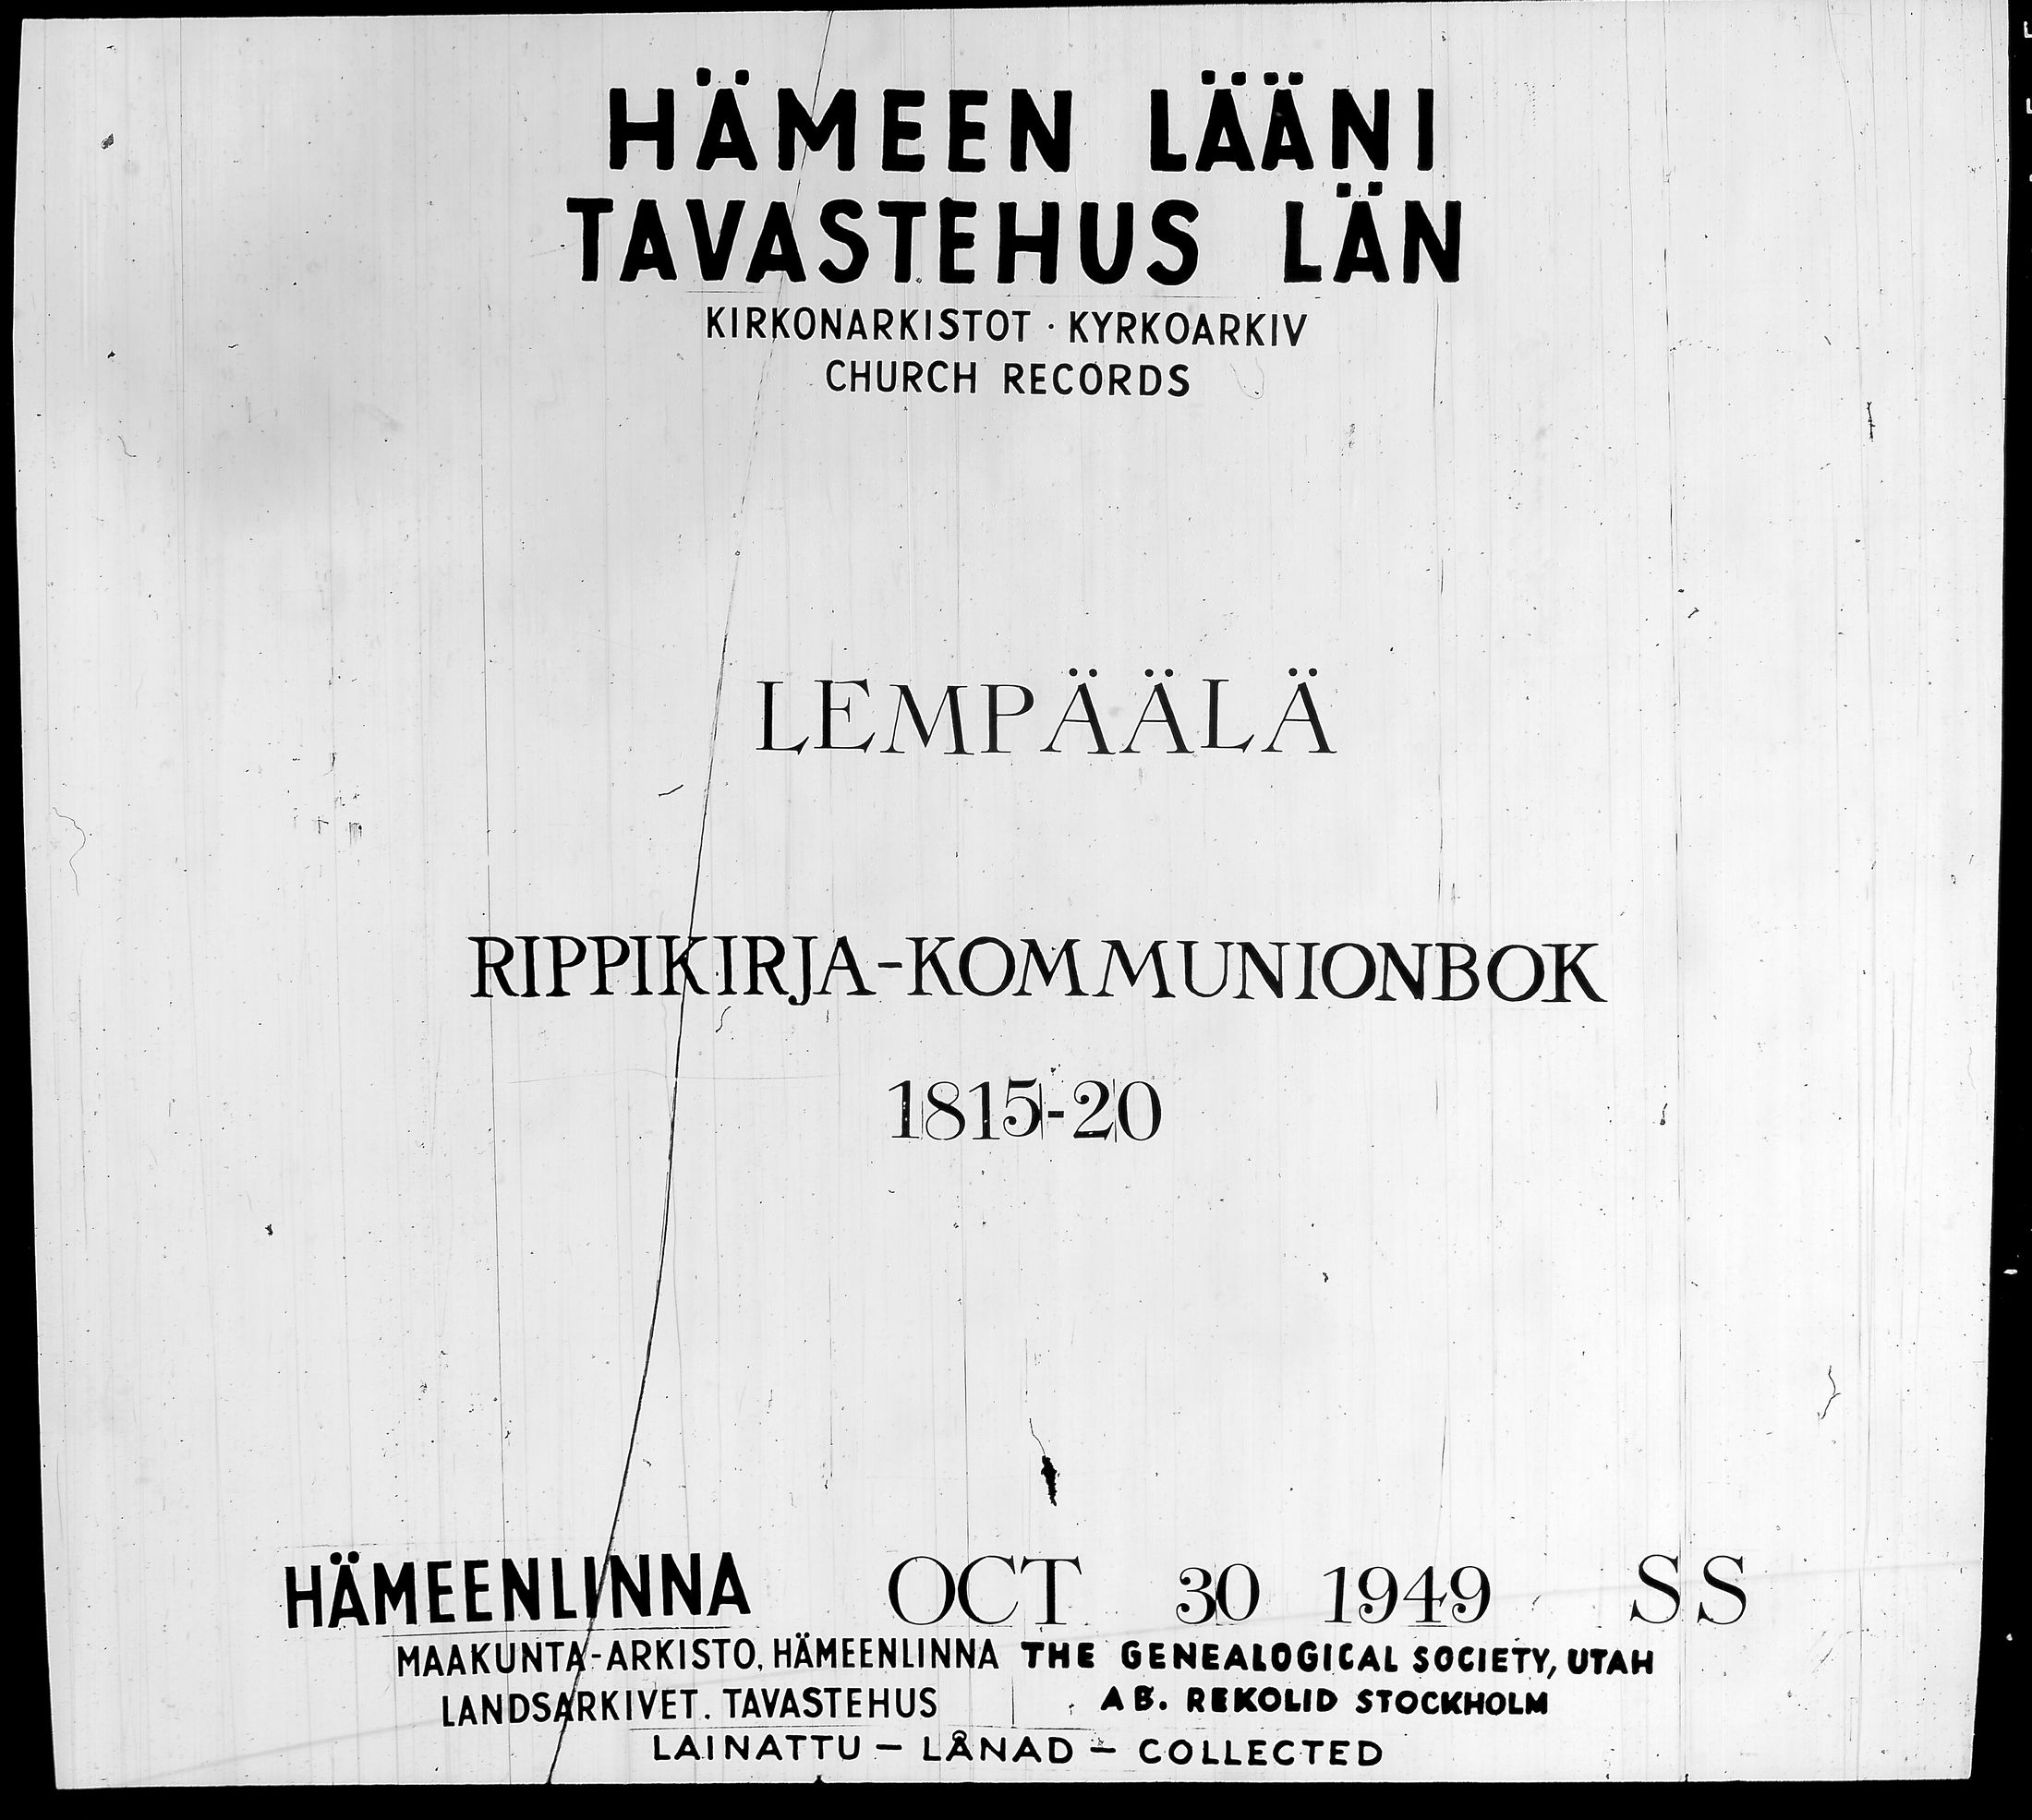 HÄMEEN LÄÄNI
TAVASTEHUS LÄN
KIRKONARKISTOT · KYRKOARKIV
CHURCH RECORDS
LEMPÄÄLÄ
RIPPIKIRJA-KOMMUNIONBOK
1815-20
HÄMEENLINNA OCT 30 1949 SS
MAAKUNTA-ARKISTO, HÄMEENLINNA THE GENEALOGICAL SOCIETY, UTAH
LANDSARKIVET. TAVASTEHUS AB. REKOLID STOCKHOLM
LAINATTU — LÅNAD — COLLECTED